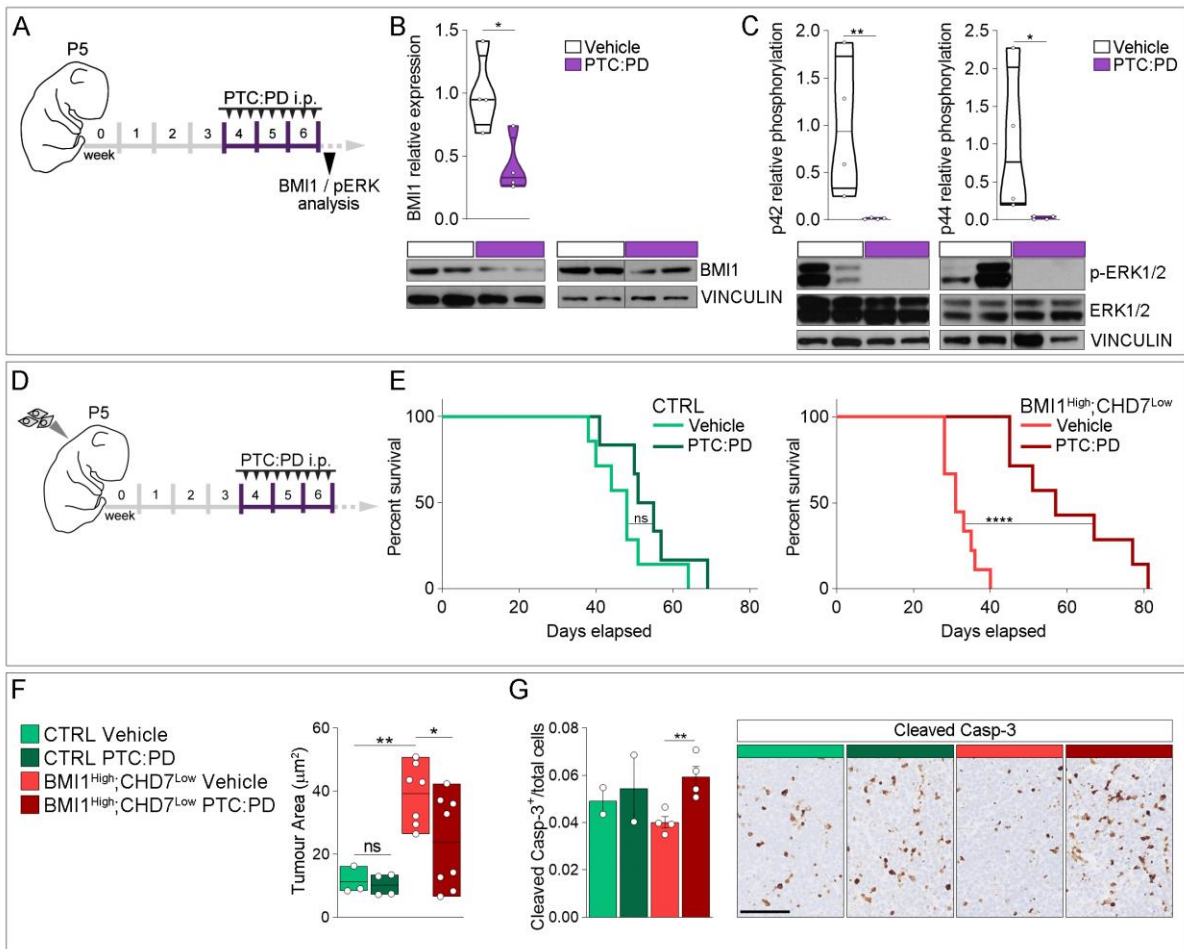 A
P5
PTC:PD i.p.
0 1 2 3 4 5 6
week
BMI1 / pERK
analysis
B
Vehicle
PTC:PD
*
1.5
1.0
0.5
0.0
BMI1 relative expression
BMI1
VINCULIN
C
Vehicle
PTC:PD
**
2.0
1.5
1.0
0.5
0.0
p42 relative phosphorylation
*
2.5
2.0
1.5
1.0
0.5
0.0
p44 relative phosphorylation
p-ERK1/2
ERK1/2
VINCULIN
D
P5
PTC:PD i.p.
0 1 2 3 4 5 6
week
E
CTRL
Vehicle
PTC:PD
100
50
0
Percent survival
ns
0 20 40 60 80
Days elapsed
BMI1High;CHD7Low
Vehicle
PTC:PD
100
50
0
Percent survival
****
0 20 40 60 80
Days elapsed
F
CTRL Vehicle
CTRL PTC:PD
BMI1High;CHD7Low Vehicle
BMI1High;CHD7Low PTC:PD
60
40
20
0
Tumour Area (µm2)
ns
**
*
G
0.08
0.06
0.04
0.02
0.00
Cleaved Casp-3+/total cells
**
Cleaved Casp-3